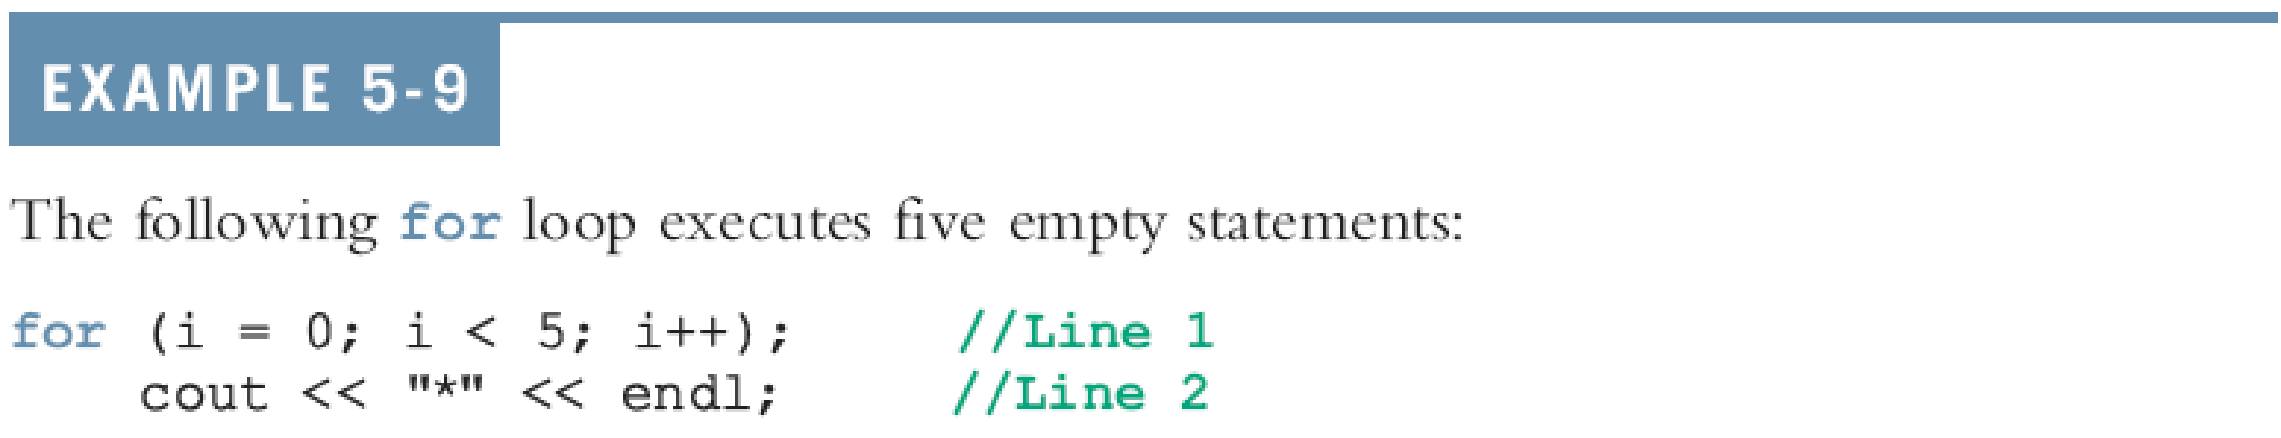 EXAMPLE 5-9
The following for loop executes five empty statements:
for (i = 0; i < 5; i++); //Line 1
cout << "*" << endl; //Line 2